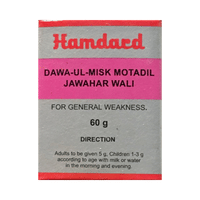 Hamdard
DAWA-UL-MISK MOTADIL
JAWAHAR WALI
FOR GENERAL WEAKNESS.
60 g
DIRECTION
Adults to be given 5 g, Children 1-3 g
according to age with milk or water
in the morning and evening.